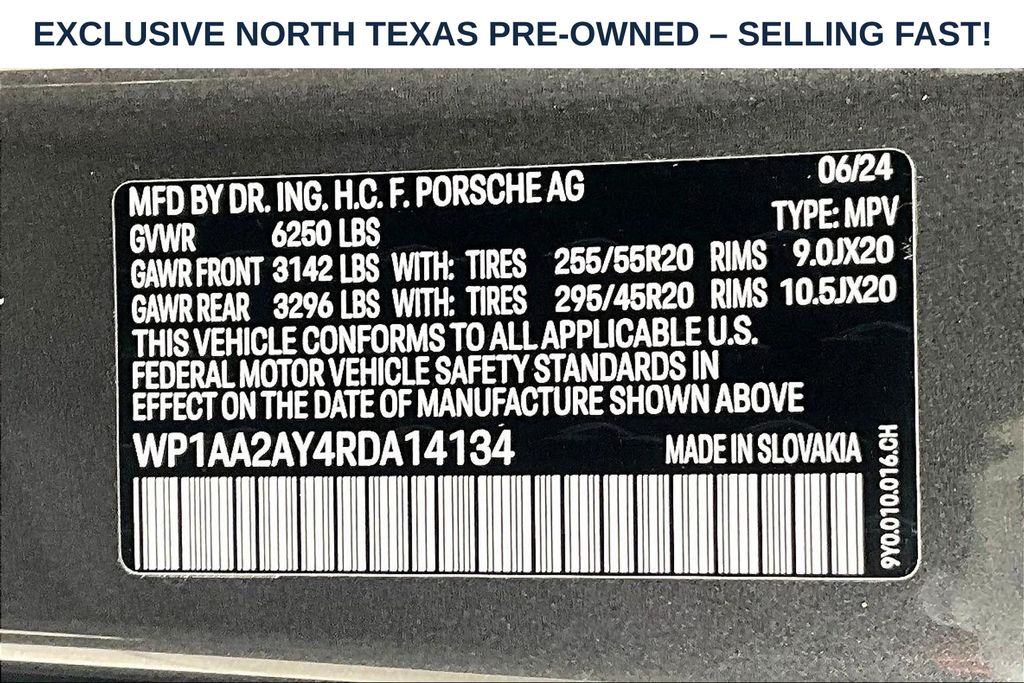 EXCLUSIVE NORTH TEXAS PRE-OWNED – SELLING FAST!
MFD BY DR. ING. H.C. F. PORSCHE AG 06/24
GVWR 6250 LBS TYPE: MPV
GAWR FRONT 3142 LBS WITH: TIRES 255/55R20 RIMS 9.0JX20
GAWR REAR 3296 LBS WITH: TIRES 295/45R20 RIMS 10.5JX20
THIS VEHICLE CONFORMS TO ALL APPLICABLE U.S.
FEDERAL MOTOR VEHICLE SAFETY STANDARDS IN
EFFECT ON THE DATE OF MANUFACTURE SHOWN ABOVE
WP1AA2AY4RDA14134 MADE IN SLOVAKIA
9Y0.010.016.CH